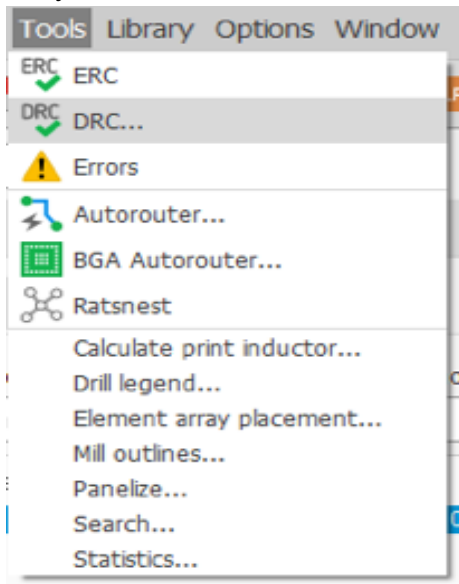 Tools Library Options Window
ERC ERC
DRC DRC...
Errors
Autorouter...
BGA Autorouter...
Ratsnest
Calculate print inductor...
Drill legend...
Element array placement...
Mill outlines...
Panelize...
Search...
Statistics...